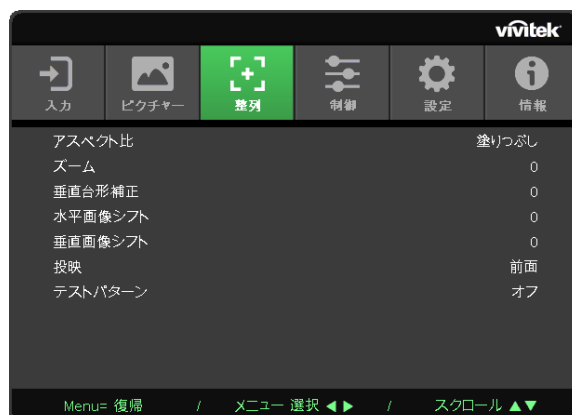 vivitek
入力 ピクチャー 整列 制御 設定 情報
アスペクト比 塗りつぶし
ズーム 0
垂直台形補正 0
水平画像シフト 0
垂直画像シフト 0
投映 前面
テストパターン オフ
Menu= 復帰 / メニュー 選択 ◀ ▶ / スクロール ▲▼